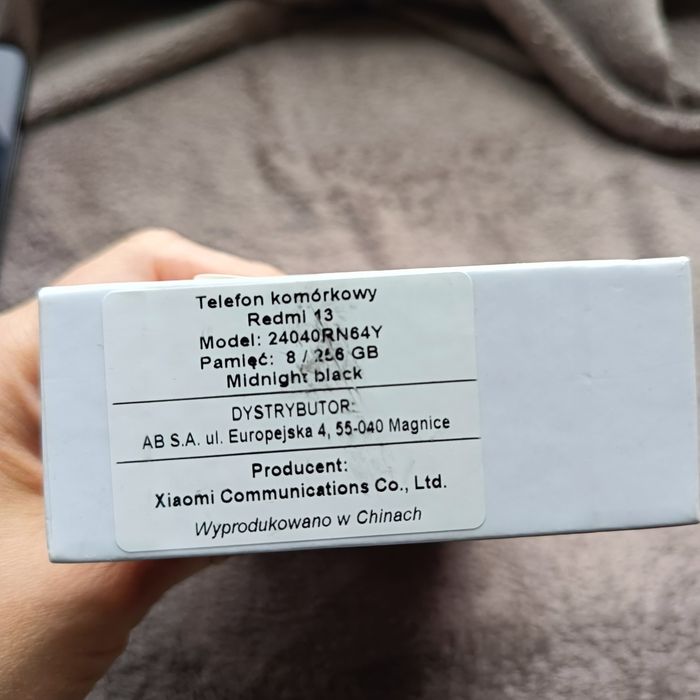 Telefon komórkowy
Redmi 13
Model: 24040RN64Y
Pamięć: 8 / 256 GB
Midnight black
DYSTRYBUTOR:
AB S.A. ul. Europejska 4, 55-040 Magnice
Producent:
Xiaomi Communications Co., Ltd.
Wyprodukowano w Chinach